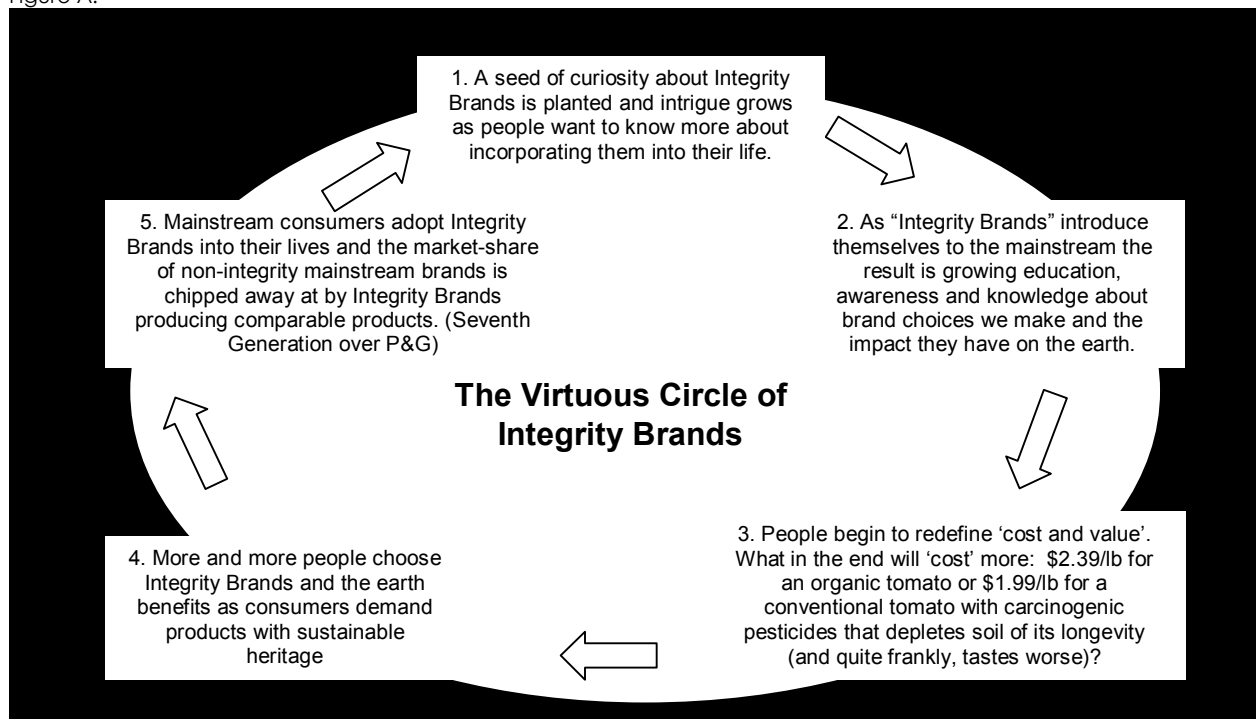 Figure A.
1. A seed of curiosity about Integrity
Brands is planted and intrigue grows
as people want to know more about
incorporating them into their life.
2. As “Integrity Brands” introduce
themselves to the mainstream the
result is growing education,
awareness and knowledge about
brand choices we make and the
impact they have on the earth.
3. People begin to redefine ‘cost and value’.
What in the end will ‘cost’ more:  $2.39/lb for
an organic tomato or $1.99/lb for a
conventional tomato with carcinogenic
pesticides that depletes soil of its longevity
(and quite frankly, tastes worse)?
4. More and more people choose
Integrity Brands and the earth
benefits as consumers demand
products with sustainable
heritage
5. Mainstream consumers adopt Integrity
Brands into their lives and the market-share
of non-integrity mainstream brands is
chipped away at by Integrity Brands
producing comparable products. (Seventh
Generation over P&G)
The Virtuous Circle of
Integrity Brands